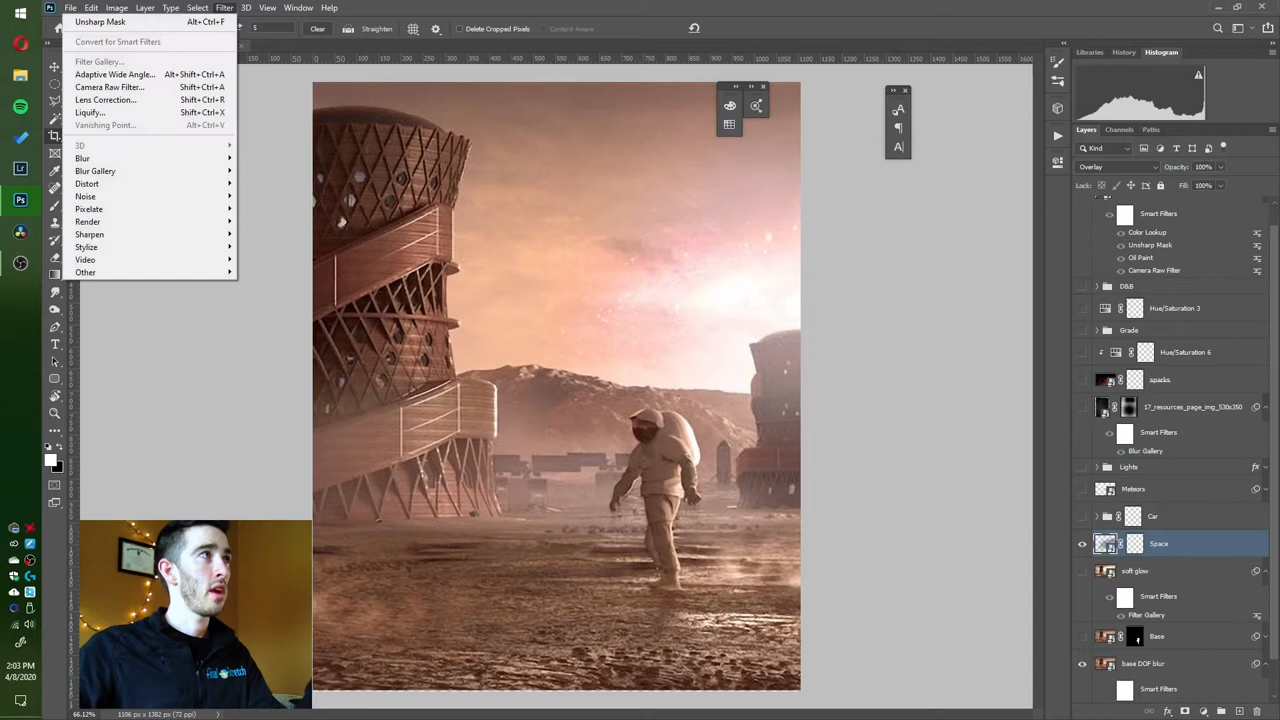 File Edit Image Layer Type Select Filter 3D View Window Help
5 Clear Straighten Delete Cropped Pixels Content-Aware
Unsharp Mask Alt+Ctrl+F
Convert for Smart Filters
Filter Gallery...
Adaptive Wide Angle... Alt+Shift+Ctrl+A
Camera Raw Filter... Shift+Ctrl+A
Lens Correction... Shift+Ctrl+R
Liquify... Shift+Ctrl+X
Vanishing Point... Alt+Ctrl+V
3D
Blur
Blur Gallery
Distort
Noise
Pixelate
Render
Sharpen
Stylize
Video
Other
Libraries History Histogram
Layers Channels Paths
Kind
Overlay Opacity: 100%
Lock: Fill: 100%
Smart Filters
Color Lookup
Unsharp Mask
Oil Paint
Camera Raw Filter
D&B
Hue/Saturation 3
Grade
Hue/Saturation 6
sparks
17_resources_page_img_530x350
Smart Filters
Blur Gallery
Lights fx
Meteors
Car
Space
soft glow
Smart Filters
Filter Gallery
Base
base DOF blur
Smart Filters
2:03 PM
4/8/2020
66.12% 1106 px x 1382 px (72 ppi)